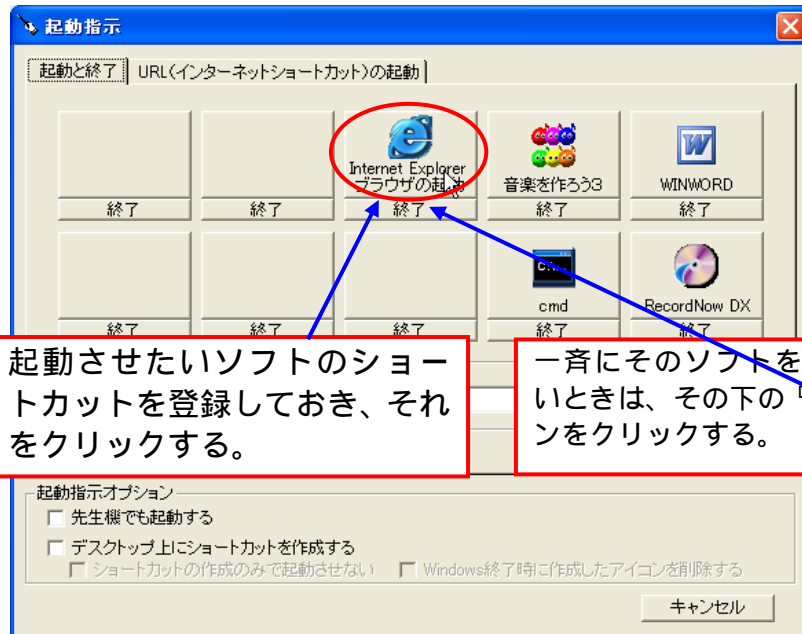 起動指示
起動と終了 URL(インターネットショートカット)の起動
Internet Explorer
ブラウザの起
音楽を作ろう3
WINWORD
終了 終了 終了 終了 終了
cmd
RecordNow DX
終了 終了 終了 終了 終了
起動させたいソフトのショー
トカットを登録しておき、それ
をクリックする。
一斉にそのソフトを
いときは、その下の「
ンをクリックする。
起動指示オプション
先生機でも起動する
デスクトップ上にショートカットを作成する
ショートカットの作成のみで起動させない Windows終了時に作成したアイコンを削除する
キャンセル